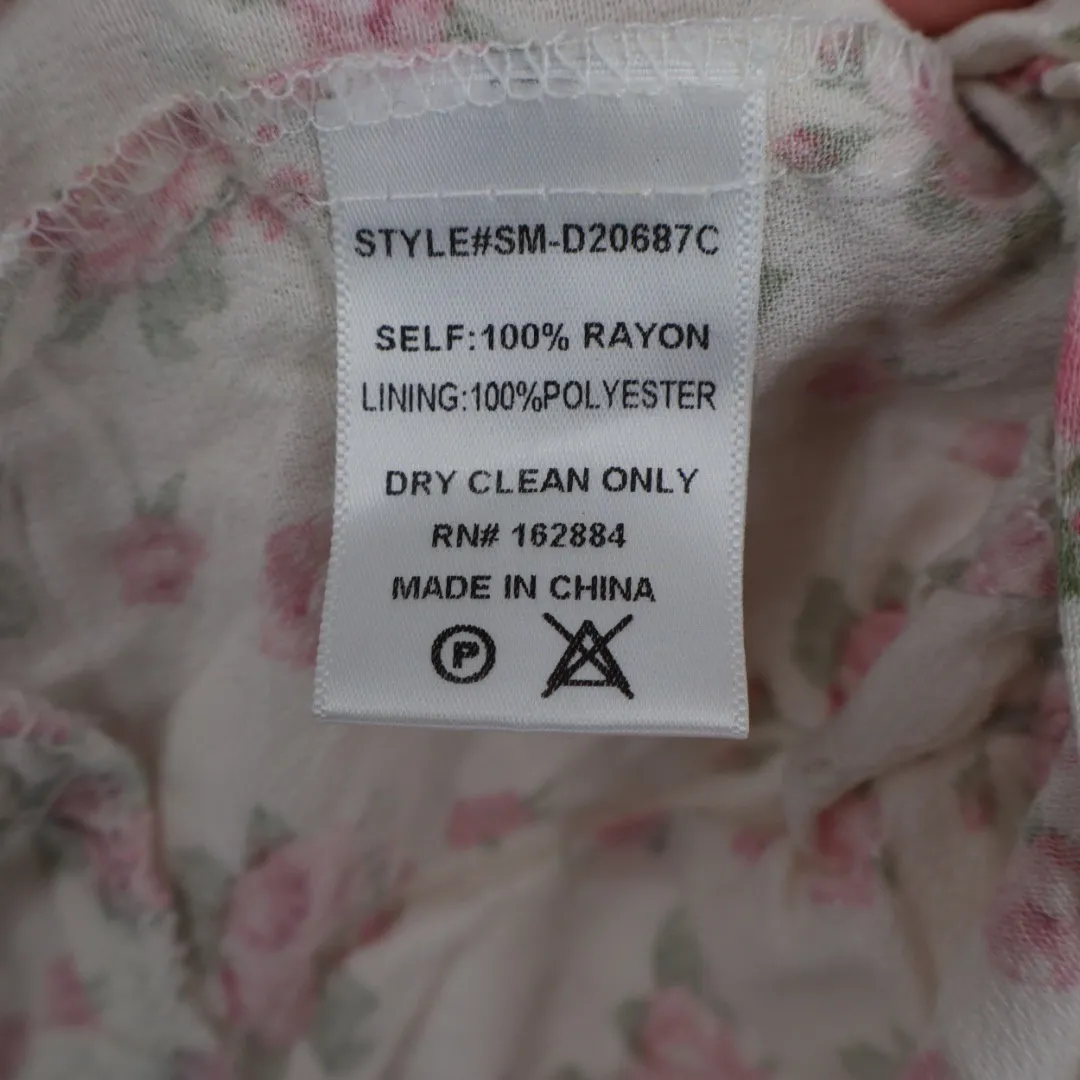 STYLE#SM-D20687C
SELF:100% RAYON
LINING:100%POLYESTER
DRY CLEAN ONLY
RN# 162884
MADE IN CHINA
P